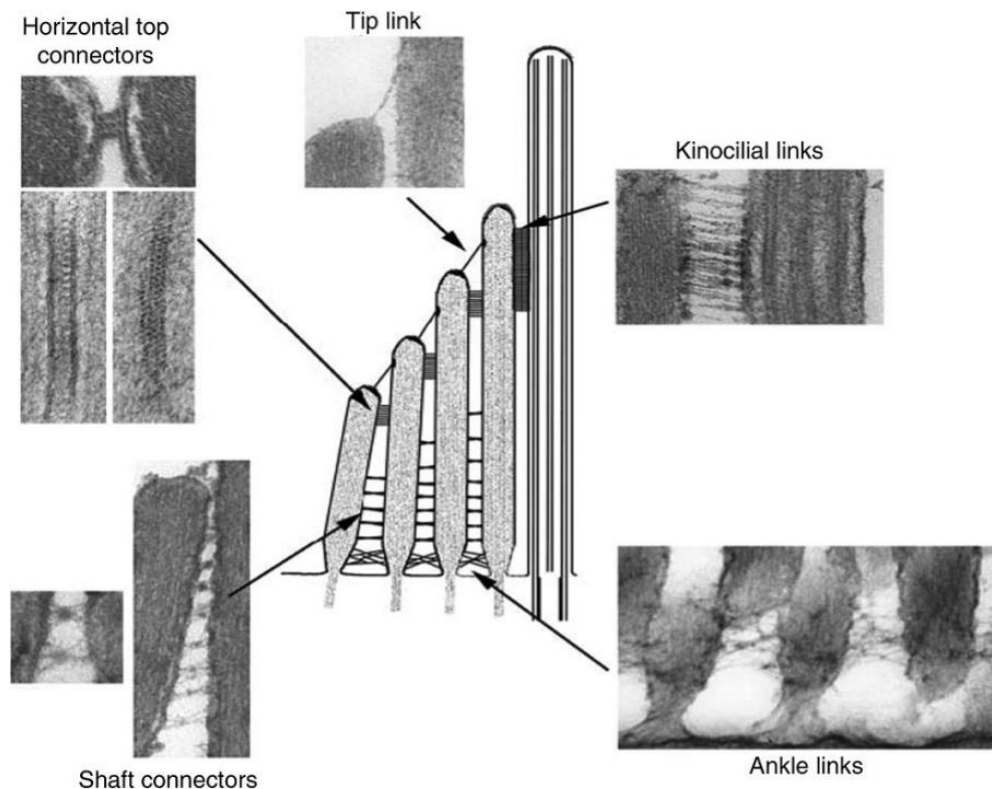 Horizontal top
connectors
Tip link
Kinocilial links
Shaft connectors
Ankle links